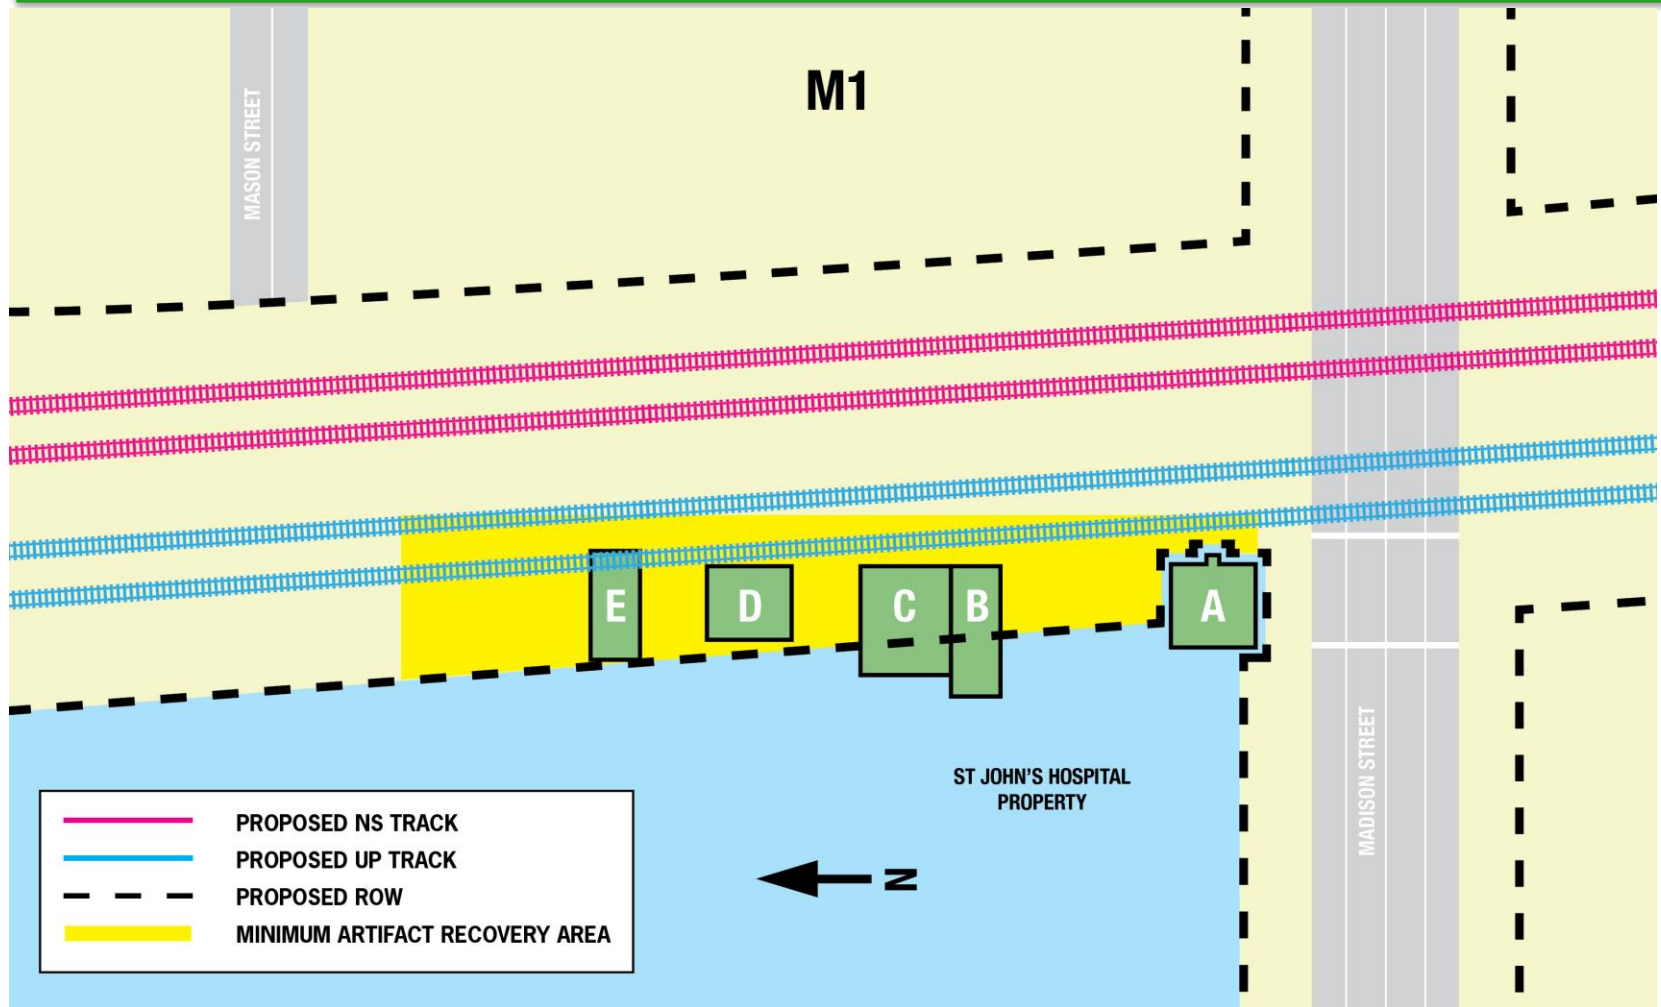 M1
MASON STREET
E
D
C
B
A
ST JOHN'S HOSPITAL
PROPERTY
MADISON STREET
PROPOSED NS TRACK
PROPOSED UP TRACK
PROPOSED ROW
MINIMUM ARTIFACT RECOVERY AREA
N